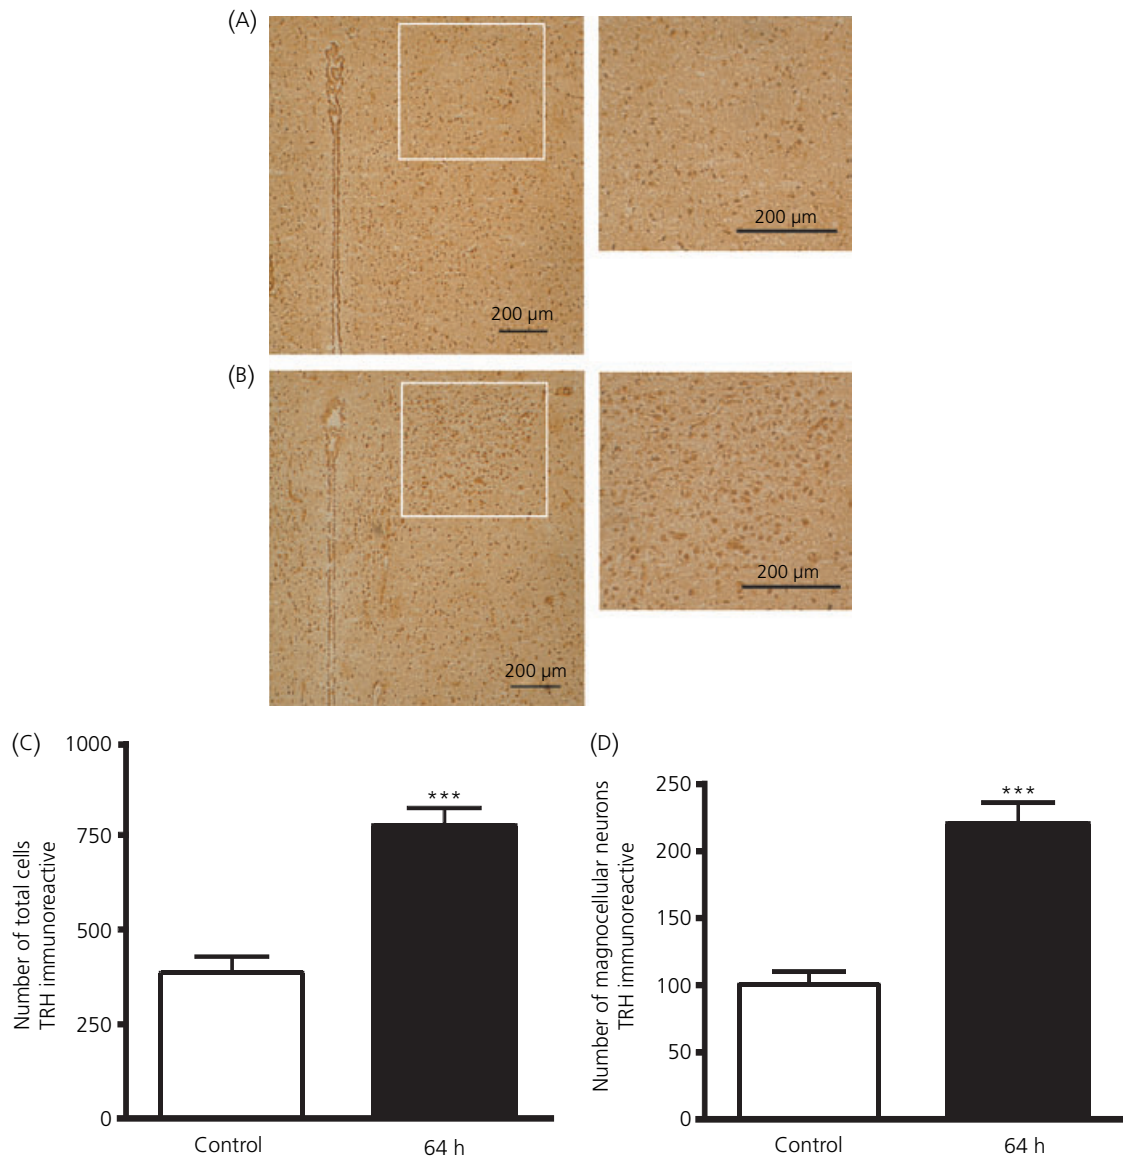 (A)
200 µm
200 µm
(B)
200 µm
200 µm
(C)
1000
750
500
250
0
Number of total cells
TRH immunoreactive
***
Control
64 h
(D)
250
200
150
100
50
0
Number of magnocellular neurons
TRH immunoreactive
***
Control
64 h